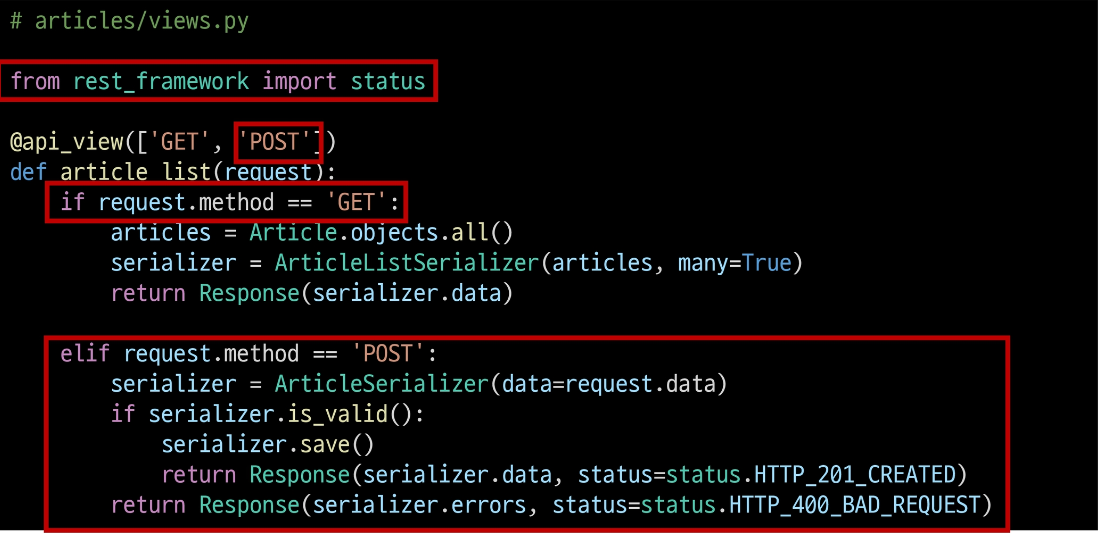 # articles/views.py
from rest_framework import status
@api_view(['GET', 'POST'])
def article_list(request):
if request.method == 'GET':
articles = Article.objects.all()
serializer = ArticleListSerializer(articles, many=True)
return Response(serializer.data)
elif request.method == 'POST':
serializer = ArticleSerializer(data=request.data)
if serializer.is_valid():
serializer.save()
return Response(serializer.data, status=status.HTTP_201_CREATED)
return Response(serializer.errors, status=status.HTTP_400_BAD_REQUEST)